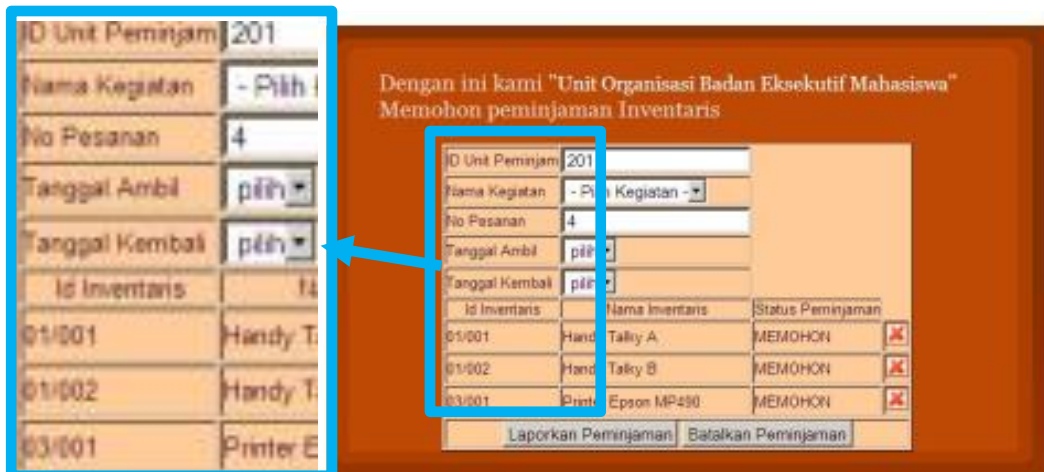 ID Unit Peminjam 201
Nama Kegiatan - Pilih
No Pesanan 4
Tanggal Ambil pilih
Tanggal Kembali pilih
Id Inventaris
01/001 Handy
01/002 Handy
03/001 Printer
Dengan ini kami "Unit Organisasi Badan Eksekutif Mahasiswa"
Memohon peminjaman Inventaris
ID Unit Peminjam 201
Nama Kegiatan - Pilih Kegiatan -
No Pesanan 4
Tanggal Ambil pilih
Tanggal Kembali pilih
Id Inventaris Nama Inventaris Status Peminjaman
01/001 Handy Talky A MEMOHON
01/002 Handy Talky B MEMOHON
03/001 Printer Epson MP490 MEMOHON
Laporkan Peminjaman Batalkan Peminjaman